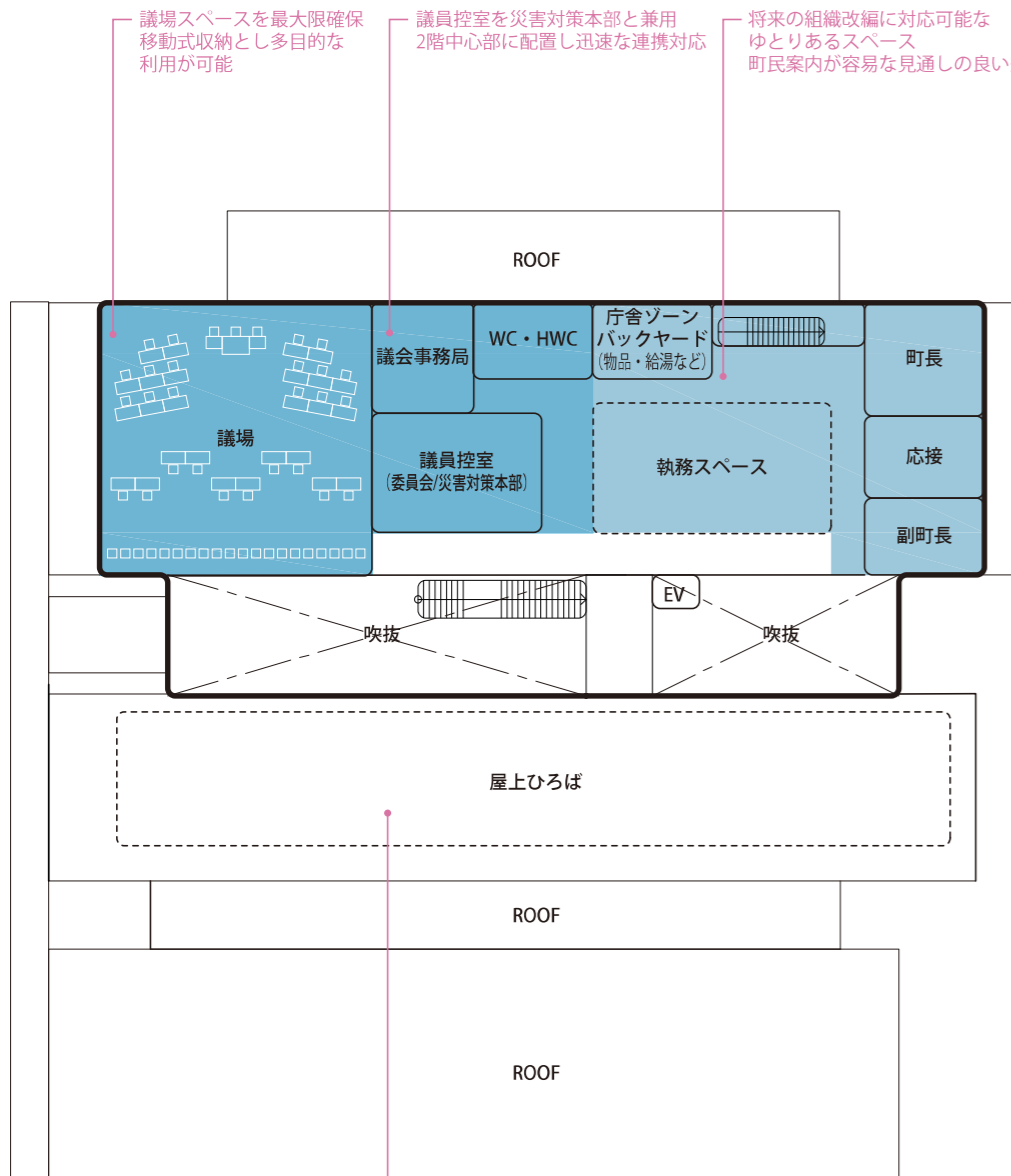 議場スペースを最大限確保
移動式収納とし多目的な
利用が可能
議員控室を災害対策本部と兼用
2階中心部に配置し迅速な連携対応
将来の組織改編に対応可能な
ゆとりあるスペース
町民案内が容易な見通しの良い
ROOF
議会事務局
WC・HWC
庁舎ゾーン
バックヤード
(物品・給湯など)
町長
議場
議員控室
(委員会/災害対策本部)
執務スペース
応接
副町長
吹抜
EV
吹抜
屋上ひろば
ROOF
ROOF